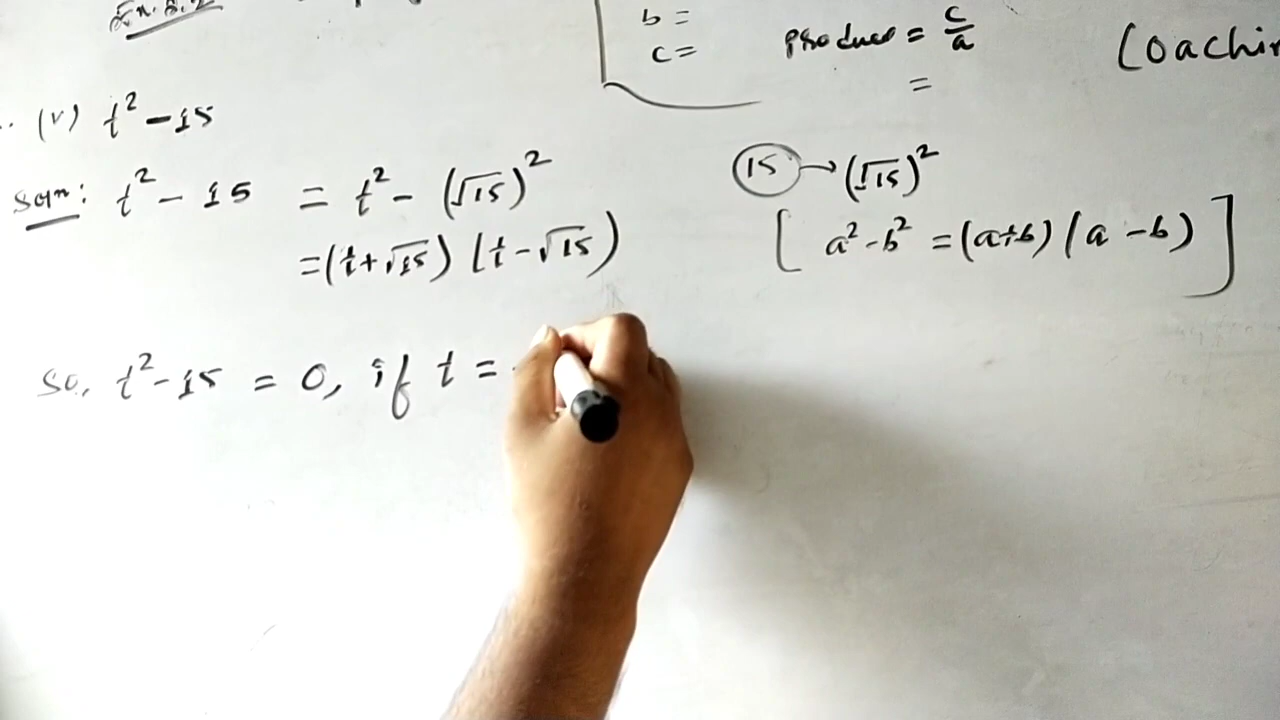 b =
c =
produce = c/a
=
Coachin
(v) t² - 15
Soln: t² - 15 = t² - (√15)²
= (t + √15) (t - √15)
15 → (√15)²
[ a² - b² = (a + b) (a - b) ]
So, t² - 15 = 0, if t =